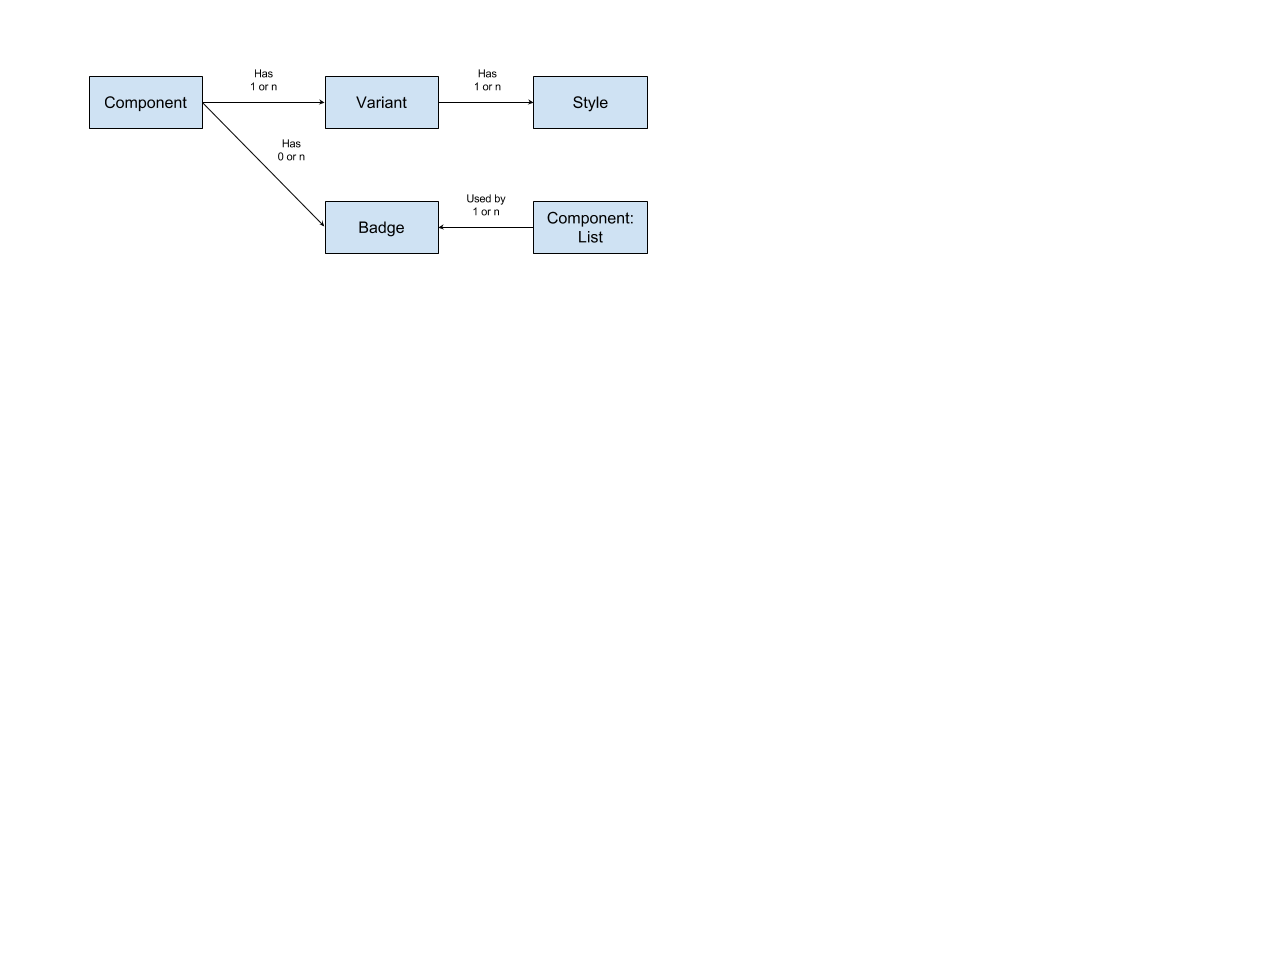 Has
1 or n
Has
1 or n
Component
Variant
Style
Has
0 or n
Used by
1 or n
Badge
Component:
List